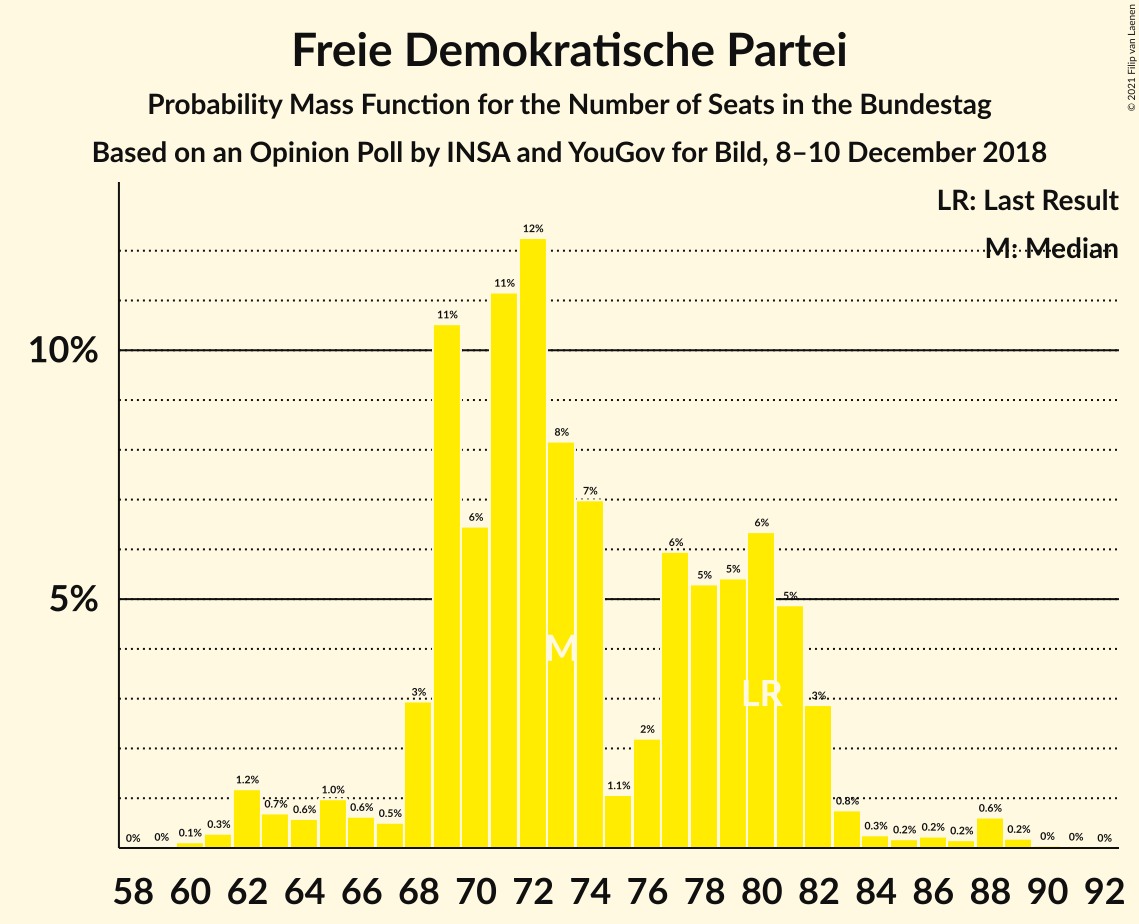 Freie Demokratische Partei
Probability Mass Function for the Number of Seats in the Bundestag
Based on an Opinion Poll by INSA and YouGov for Bild, 8–10 December 2018
© 2021 Filip van Laenen
LR: Last Result
M: Median
10%
5%
0% 0% 0.1% 0.3% 1.2% 0.7% 0.6% 1.0% 0.6% 0.5% 3% 11% 6% 11% 12% 8% 7% 1.1% 2% 6% 5% 5% 6% 5% 3% 0.8% 0.3% 0.2% 0.2% 0.2% 0.6% 0.2% 0% 0% 0%
M
LR
58 60 62 64 66 68 70 72 74 76 78 80 82 84 86 88 90 92